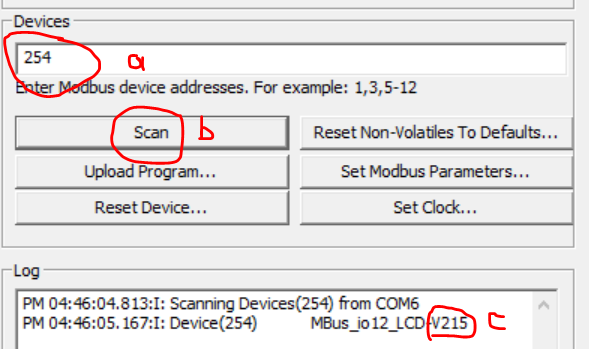 Devices
254 a
Enter Modbus device addresses. For example: 1,3,5-12
Scan b Reset Non-Volatiles To Defaults...
Upload Program... Set Modbus Parameters...
Reset Device... Set Clock...
Log
PM 04:46:04.813:I: Scanning Devices(254) from COM6
PM 04:46:05.167:I: Device(254) MBus_io12_LCD-V215 c